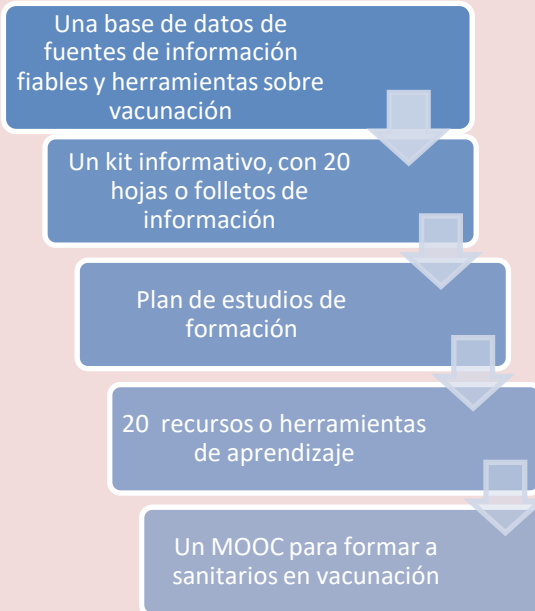 Una base de datos de
fuentes de información
fiables y herramientas sobre
vacunación
Un kit informativo, con 20
hojas o folletos de
información
Plan de estudios de
formación
20 recursos o herramientas
de aprendizaje
Un MOOC para formar a
sanitarios en vacunación